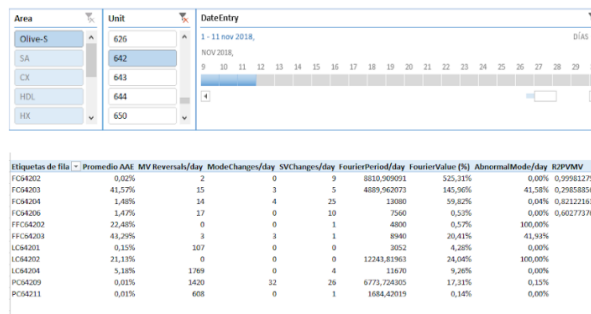 Area Unit DateEntry
Olive-S 626 1 - 11 nov 2018, DÍAS
SA 642 NOV 2018,
CX 643 9 10 11 12 13 14 15 16 17 18 19 20 21 22 23 24 25 26 27 28 29
HDL 644
HX 650
Etiquetas de fila Promedio AAE MV Reversals/day ModeChanges/day SVChanges/day FourierPeriod/day FourierValue (%) AbnormalMode/day R2PVMV
FC64202 0,02% 2 0 9 8810,909091 525,31% 0,00% 0,9998127
FC64203 41,57% 15 3 5 4889,962073 145,96% 41,58% 0,2985885
FC64204 1,48% 14 4 25 13080 59,82% 0,04% 0,8212216
FC64206 1,47% 17 0 10 7560 0,53% 0,00% 0,6027737
FFC64202 22,48% 0 0 1 4800 0,57% 100,00%
FFC64203 43,29% 3 3 1 8940 20,41% 41,93%
LC64201 0,15% 107 0 0 3052 4,28% 0,00%
LC64202 21,13% 0 0 0 12243,81963 24,04% 100,00%
LC64204 5,18% 1769 0 4 11670 9,26% 0,00%
PC64209 0,01% 1420 32 26 6773,724305 17,31% 0,15%
PC64211 0,01% 608 0 1 1684,42019 0,14% 0,00%